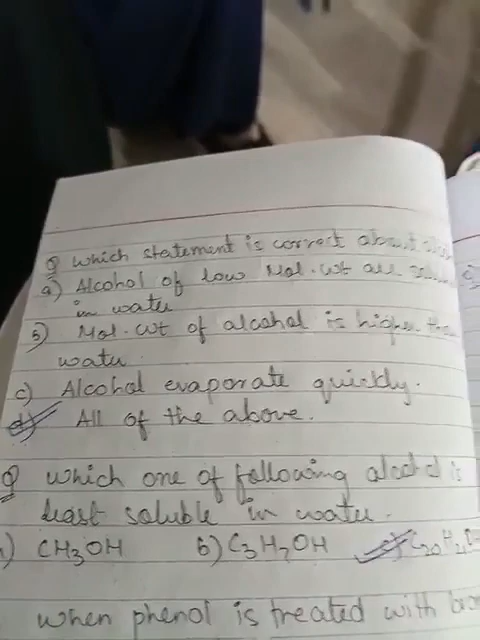 Q which statement is correct about
a) Alcohol of low Mol.wt are
in water
b) Mol.wt of alcohol is higher than
water
c) Alcohol evaporate quickly.
d) All of the above.
Q which one of following alcohol is
least soluble in water.
a) CH3OH b) C3H7OH c)
when phenol is treated with